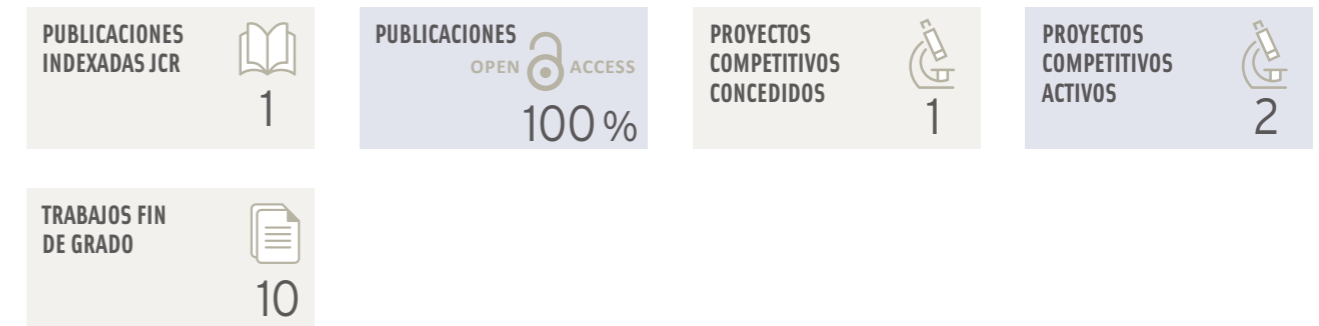 PUBLICACIONES
INDEXADAS JCR
1
PUBLICACIONES
OPEN ACCESS
100 %
PROYECTOS
COMPETITIVOS
CONCEDIDOS
1
PROYECTOS
COMPETITIVOS
ACTIVOS
2
TRABAJOS FIN
DE GRADO
10